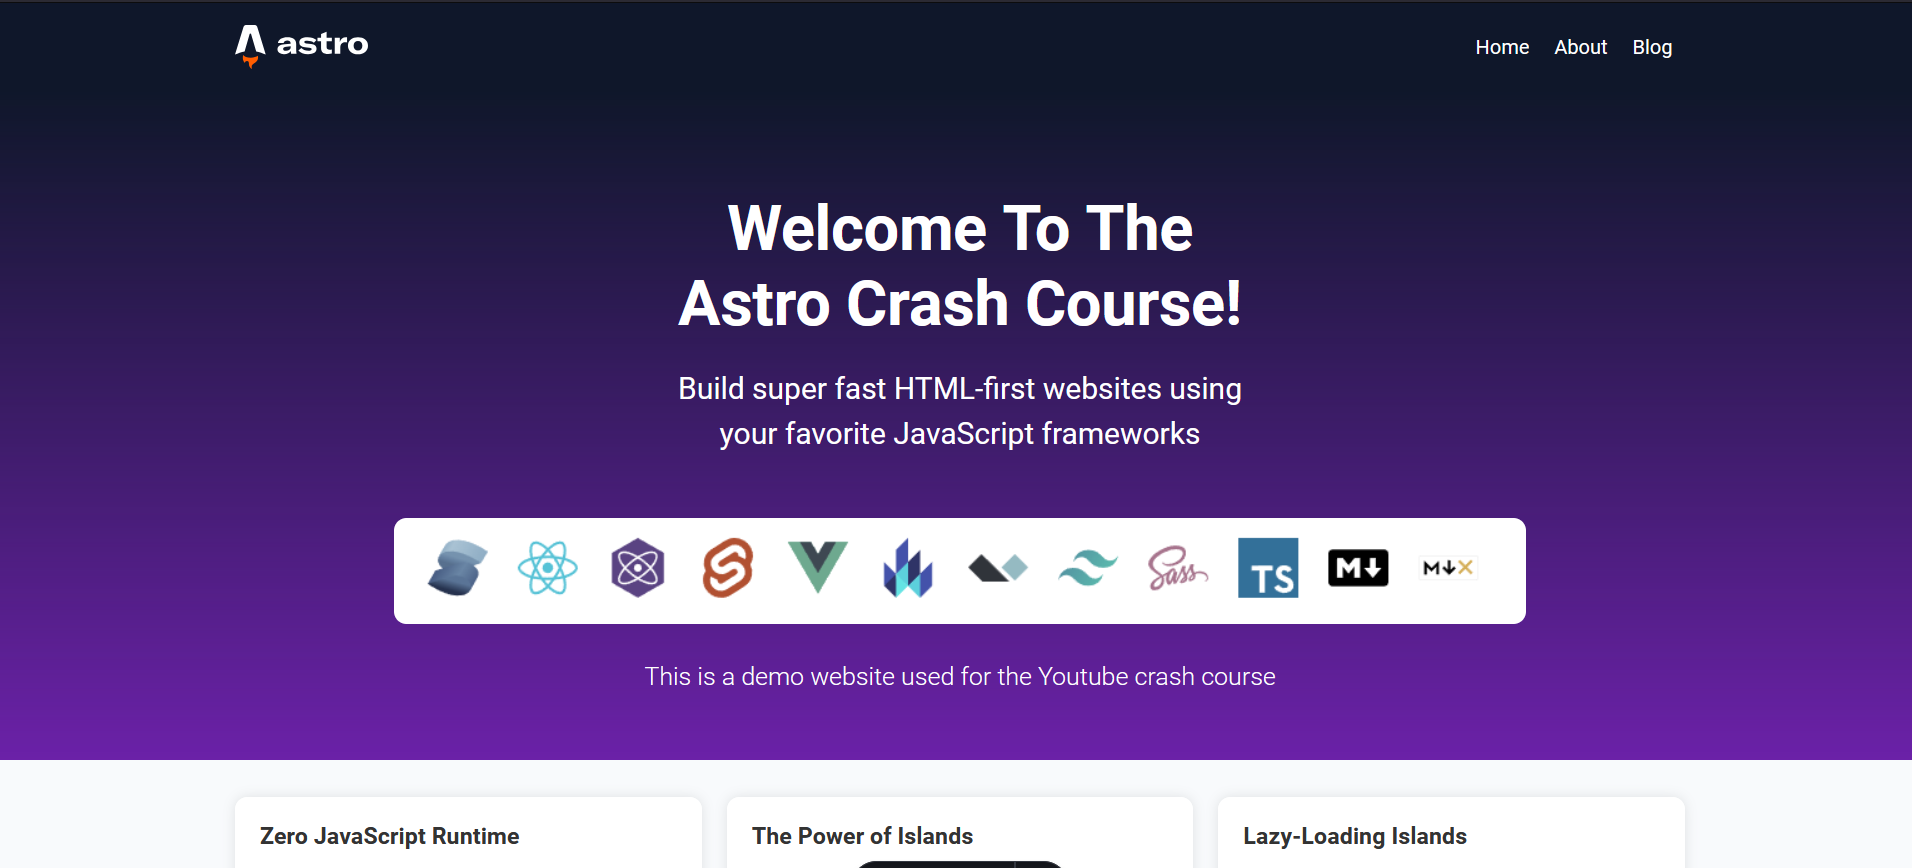 astro
Home About Blog
Welcome To The
Astro Crash Course!
Build super fast HTML-first websites using
your favorite JavaScript frameworks
Sass TS M M X
This is a demo website used for the Youtube crash course
Zero JavaScript Runtime The Power of Islands Lazy-Loading Islands